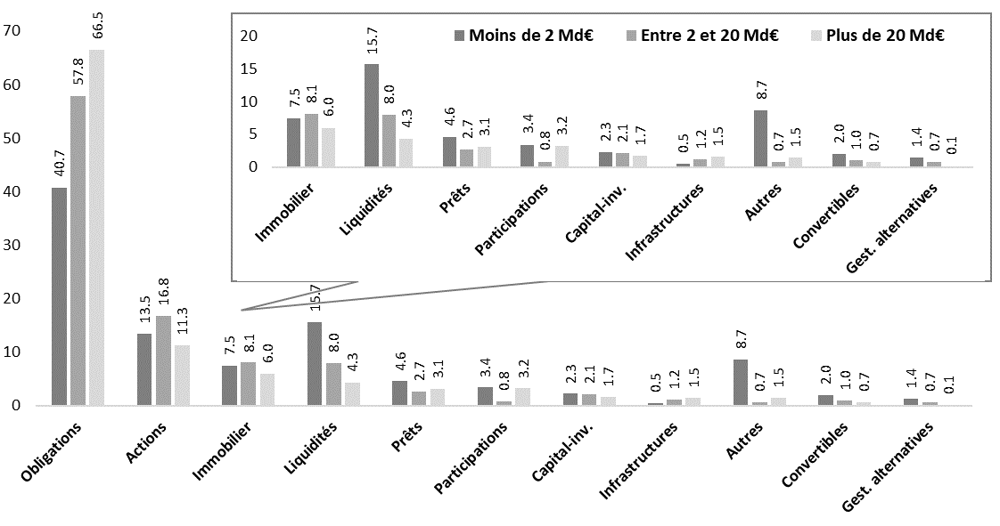 70
60
50
40
30
20
10
0
40.7 57.8 66.5
13.5 16.8 11.3
7.5 8.1 6.0
15.7 8.0 4.3
4.6 2.7 3.1
3.4 0.8 3.2
2.3 2.1 1.7
0.5 1.2 1.5
8.7 0.7 1.5
2.0 1.0 0.7
1.4 0.7 0.1
Obligations
Actions
Immobilier
Liquidités
Prêts
Participations
Capital-inv.
Infrastructures
Autres
Convertibles
Gest. alternatives
Moins de 2 Md€
Entre 2 et 20 Md€
Plus de 20 Md€
20
15
10
5
0
7.5 8.1 6.0
15.7 8.0 4.3
4.6 2.7 3.1
3.4 0.8 3.2
2.3 2.1 1.7
0.5 1.2 1.5
8.7 0.7 1.5
2.0 1.0 0.7
1.4 0.7 0.1
Immobilier
Liquidités
Prêts
Participations
Capital-inv.
Infrastructures
Autres
Convertibles
Gest. alternatives